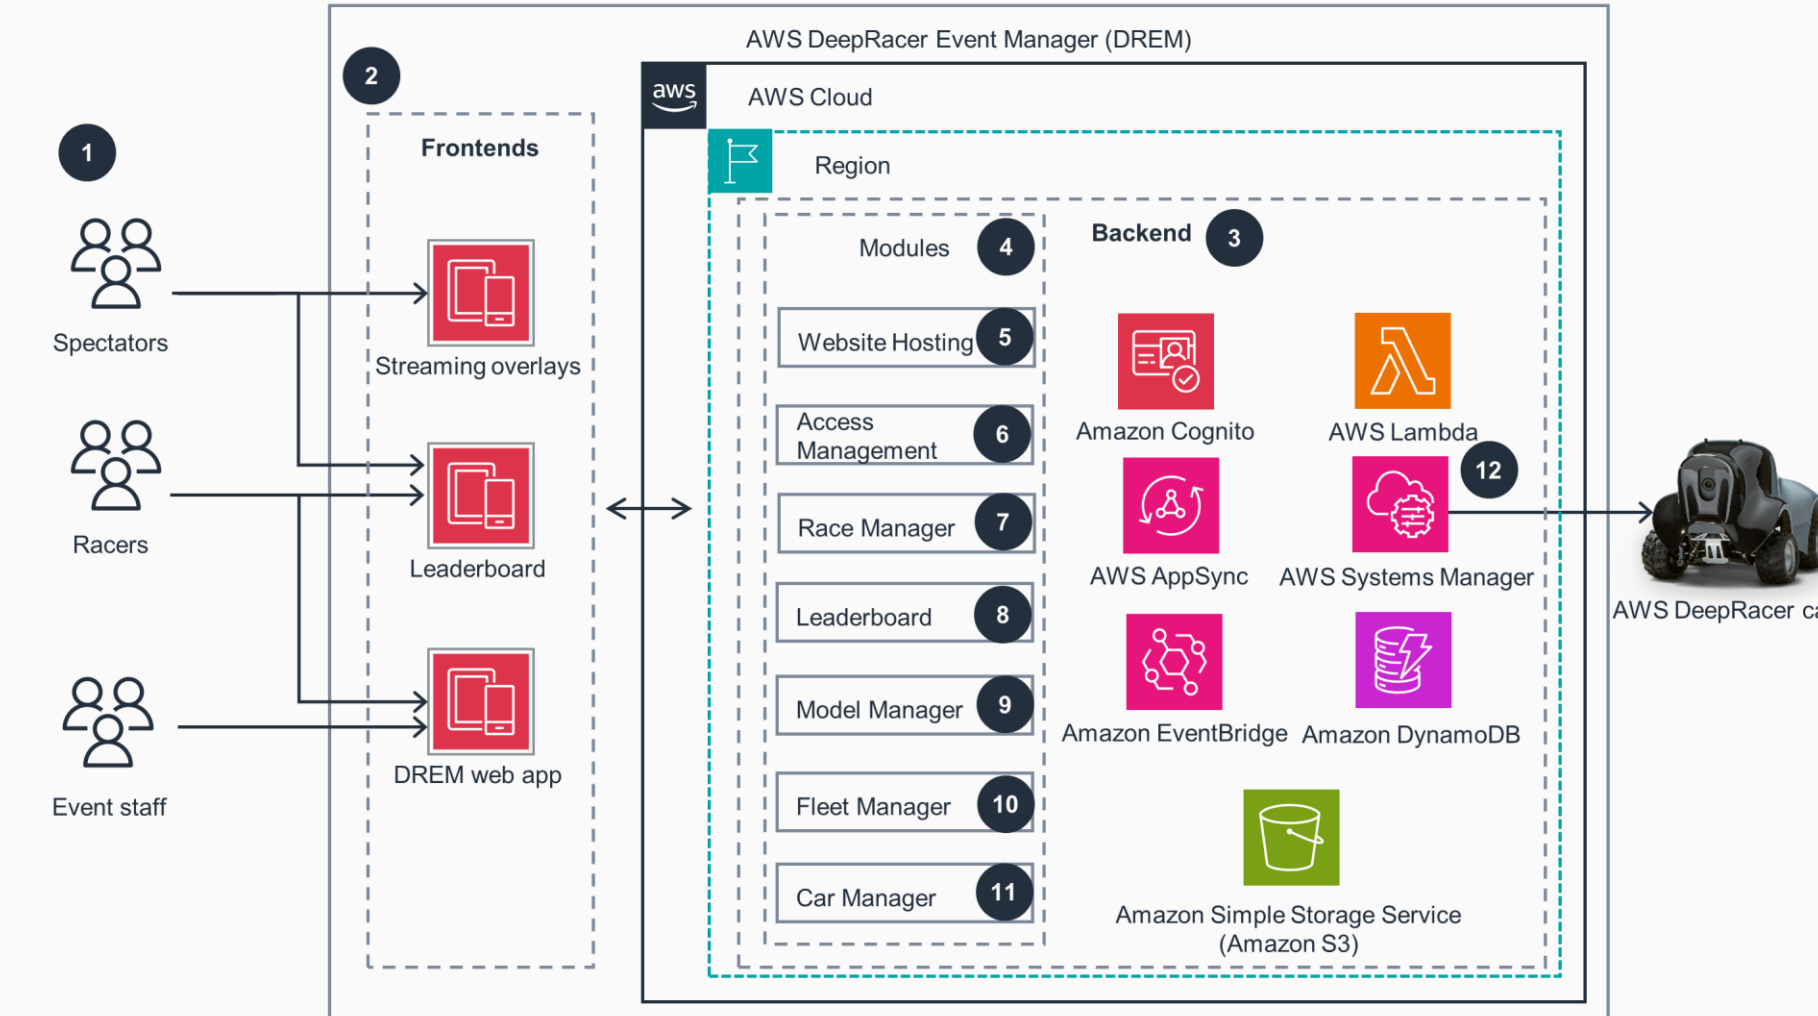 AWS DeepRacer Event Manager (DREM)
2
aws
AWS Cloud
1
Frontends
Region
Modules
4
Backend
3
Spectators
Streaming overlays
Website Hosting
5
Amazon Cognito
AWS Lambda
Access
Management
6
12
Racers
Leaderboard
Race Manager
7
AWS AppSync
AWS Systems Manager
AWS DeepRacer
Leaderboard
8
Model Manager
9
Amazon EventBridge
Amazon DynamoDB
Event staff
DREM web app
Fleet Manager
10
Car Manager
11
Amazon Simple Storage Service
(Amazon S3)